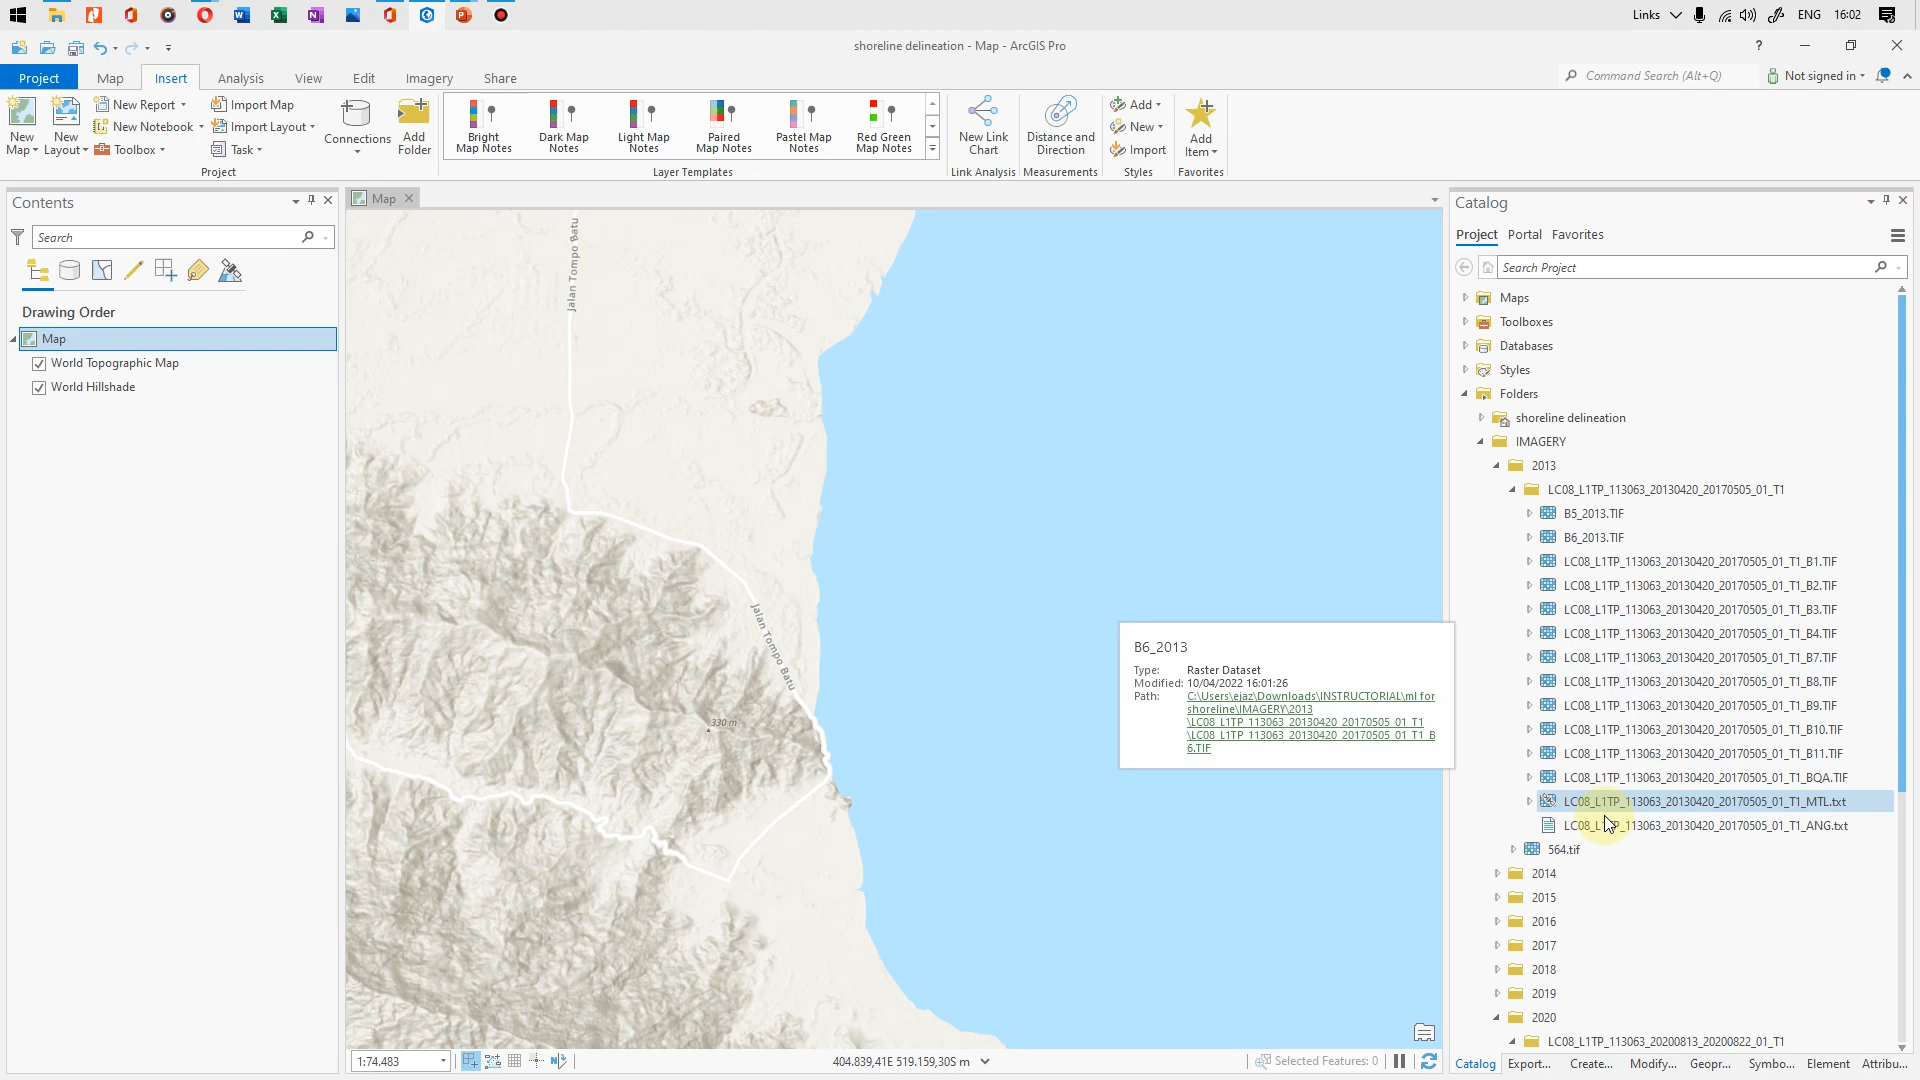 Links
ENG
16:02
shoreline delineation - Map - ArcGIS Pro
?
Project
Map
Insert
Analysis
View
Edit
Imagery
Share
Command Search (Alt+Q)
Not signed in
New Map
New Layout
New Report
New Notebook
Toolbox
Import Map
Import Layout
Task
Connections
Add Folder
Project
Bright Map Notes
Dark Map Notes
Light Map Notes
Paired Map Notes
Pastel Map Notes
Red Green Map Notes
Layer Templates
New Link Chart
Link Analysis
Distance and Direction
Measurements
Add
New
Import
Styles
Add Item
Favorites
Contents
Search
Drawing Order
Map
World Topographic Map
World Hillshade
Map
Jalan Tompo Batu
Jalan Tompo Batu
330 m
B6_2013
Type: Raster Dataset
Modified: 10/04/2022 16:01:26
Path: C:\Users\ejaz\Downloads\INSTRUCTORIAL\ml for
shoreline\IMAGERY\2013
\LC08_L1TP_113063_20130420_20170505_01_T1
\LC08_L1TP_113063_20130420_20170505_01_T1_B
6.TIF
1:74.483
404.839,41E 519.159,30S m
Selected Features: 0
Catalog
Project
Portal
Favorites
Search Project
Maps
Toolboxes
Databases
Styles
Folders
shoreline delineation
IMAGERY
2013
LC08_L1TP_113063_20130420_20170505_01_T1
B5_2013.TIF
B6_2013.TIF
LC08_L1TP_113063_20130420_20170505_01_T1_B1.TIF
LC08_L1TP_113063_20130420_20170505_01_T1_B2.TIF
LC08_L1TP_113063_20130420_20170505_01_T1_B3.TIF
LC08_L1TP_113063_20130420_20170505_01_T1_B4.TIF
LC08_L1TP_113063_20130420_20170505_01_T1_B7.TIF
LC08_L1TP_113063_20130420_20170505_01_T1_B8.TIF
LC08_L1TP_113063_20130420_20170505_01_T1_B9.TIF
LC08_L1TP_113063_20130420_20170505_01_T1_B10.TIF
LC08_L1TP_113063_20130420_20170505_01_T1_B11.TIF
LC08_L1TP_113063_20130420_20170505_01_T1_BQA.TIF
LC08_L1TP_113063_20130420_20170505_01_T1_MTL.txt
LC08_L1TP_113063_20130420_20170505_01_T1_ANG.txt
564.tif
2014
2015
2016
2017
2018
2019
2020
LC08_L1TP_113063_20200813_20200822_01_T1
Catalog
Export...
Create...
Modify...
Geopr...
Symbo...
Element
Attribu...